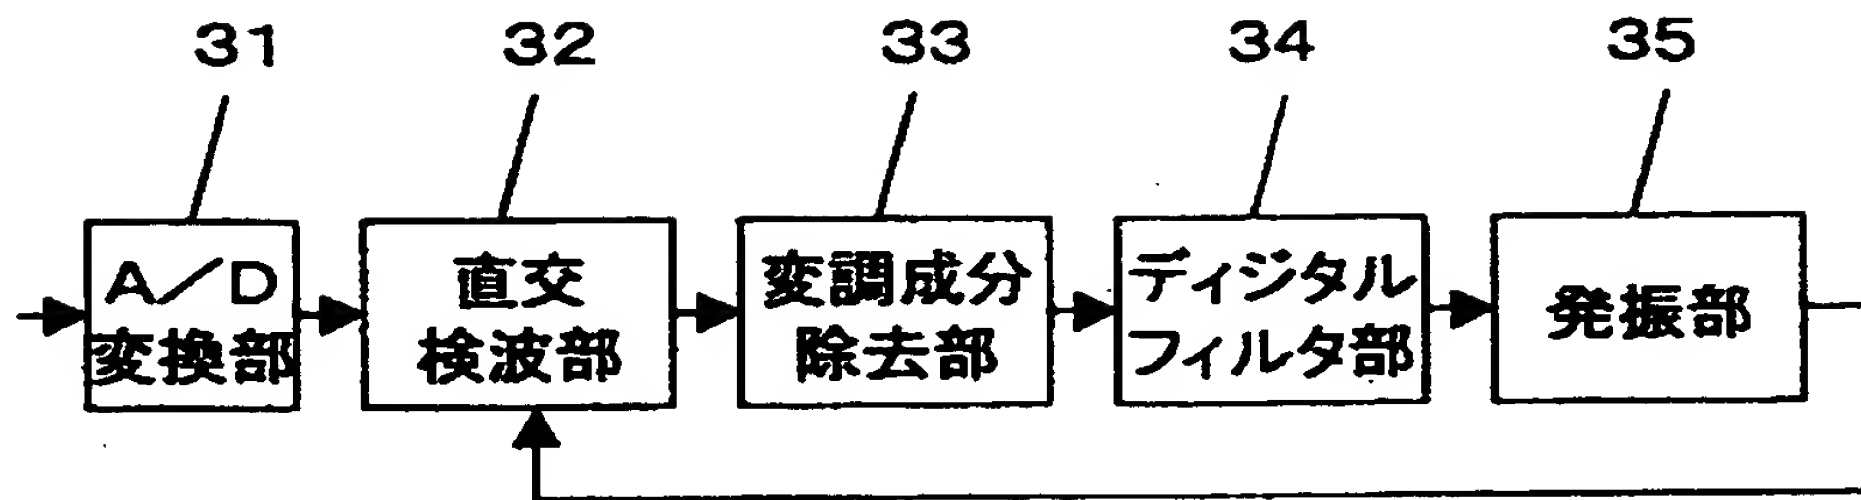 31 32 33 34 35
A／D
変換部
直交
検波部
変調成分
除去部
ディジタル
フィルタ部
発振部